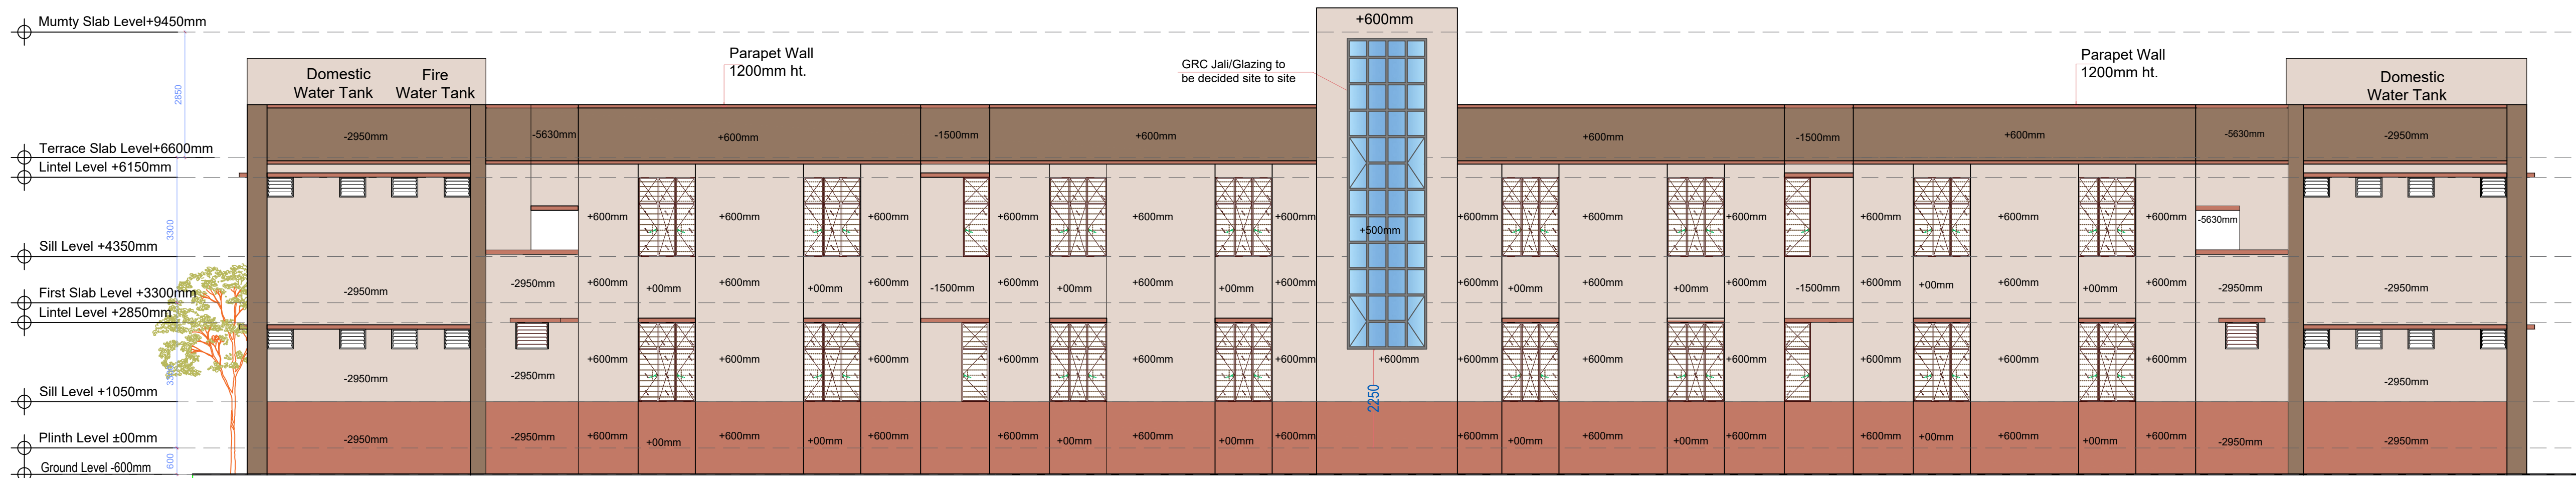 Mumty Slab Level+9450mm
+600mm
Parapet Wall
1200mm ht.
GRC Jali/Glazing to
be decided site to site
Parapet Wall
1200mm ht.
Domestic
Water Tank
Fire
Water Tank
Domestic
Water Tank
2850
-2950mm
-5630mm
+600mm
-1500mm
+600mm
+600mm
-1500mm
+600mm
-5630mm
-2950mm
Terrace Slab Level+6600mm
Lintel Level +6150mm
3300
+600mm
+600mm
+600mm
+600mm
+600mm
+500mm
+600mm
+600mm
+600mm
+600mm
+600mm
+600mm
-5630mm
Sill Level +4350mm
-2950mm
-2950mm
+600mm
+00mm
+600mm
+00mm
+600mm
-1500mm
+600mm
+00mm
+600mm
+00mm
+600mm
+600mm
+00mm
+600mm
+00mm
+600mm
-1500mm
+600mm
+00mm
+600mm
+00mm
+600mm
-2950mm
-2950mm
First Slab Level +3300mm
Lintel Level +2850mm
-2950mm
-2950mm
+600mm
+600mm
+600mm
+600mm
+600mm
+600mm
+600mm
+600mm
+600mm
+600mm
+600mm
+600mm
-2950mm
2250
Sill Level +1050mm
-2950mm
-2950mm
+600mm
+00mm
+600mm
+00mm
+600mm
+600mm
+00mm
+600mm
+00mm
+600mm
+600mm
+00mm
+600mm
+00mm
+600mm
+600mm
+00mm
+600mm
+00mm
+600mm
-2950mm
-2950mm
Plinth Level ±00mm
600
Ground Level -600mm